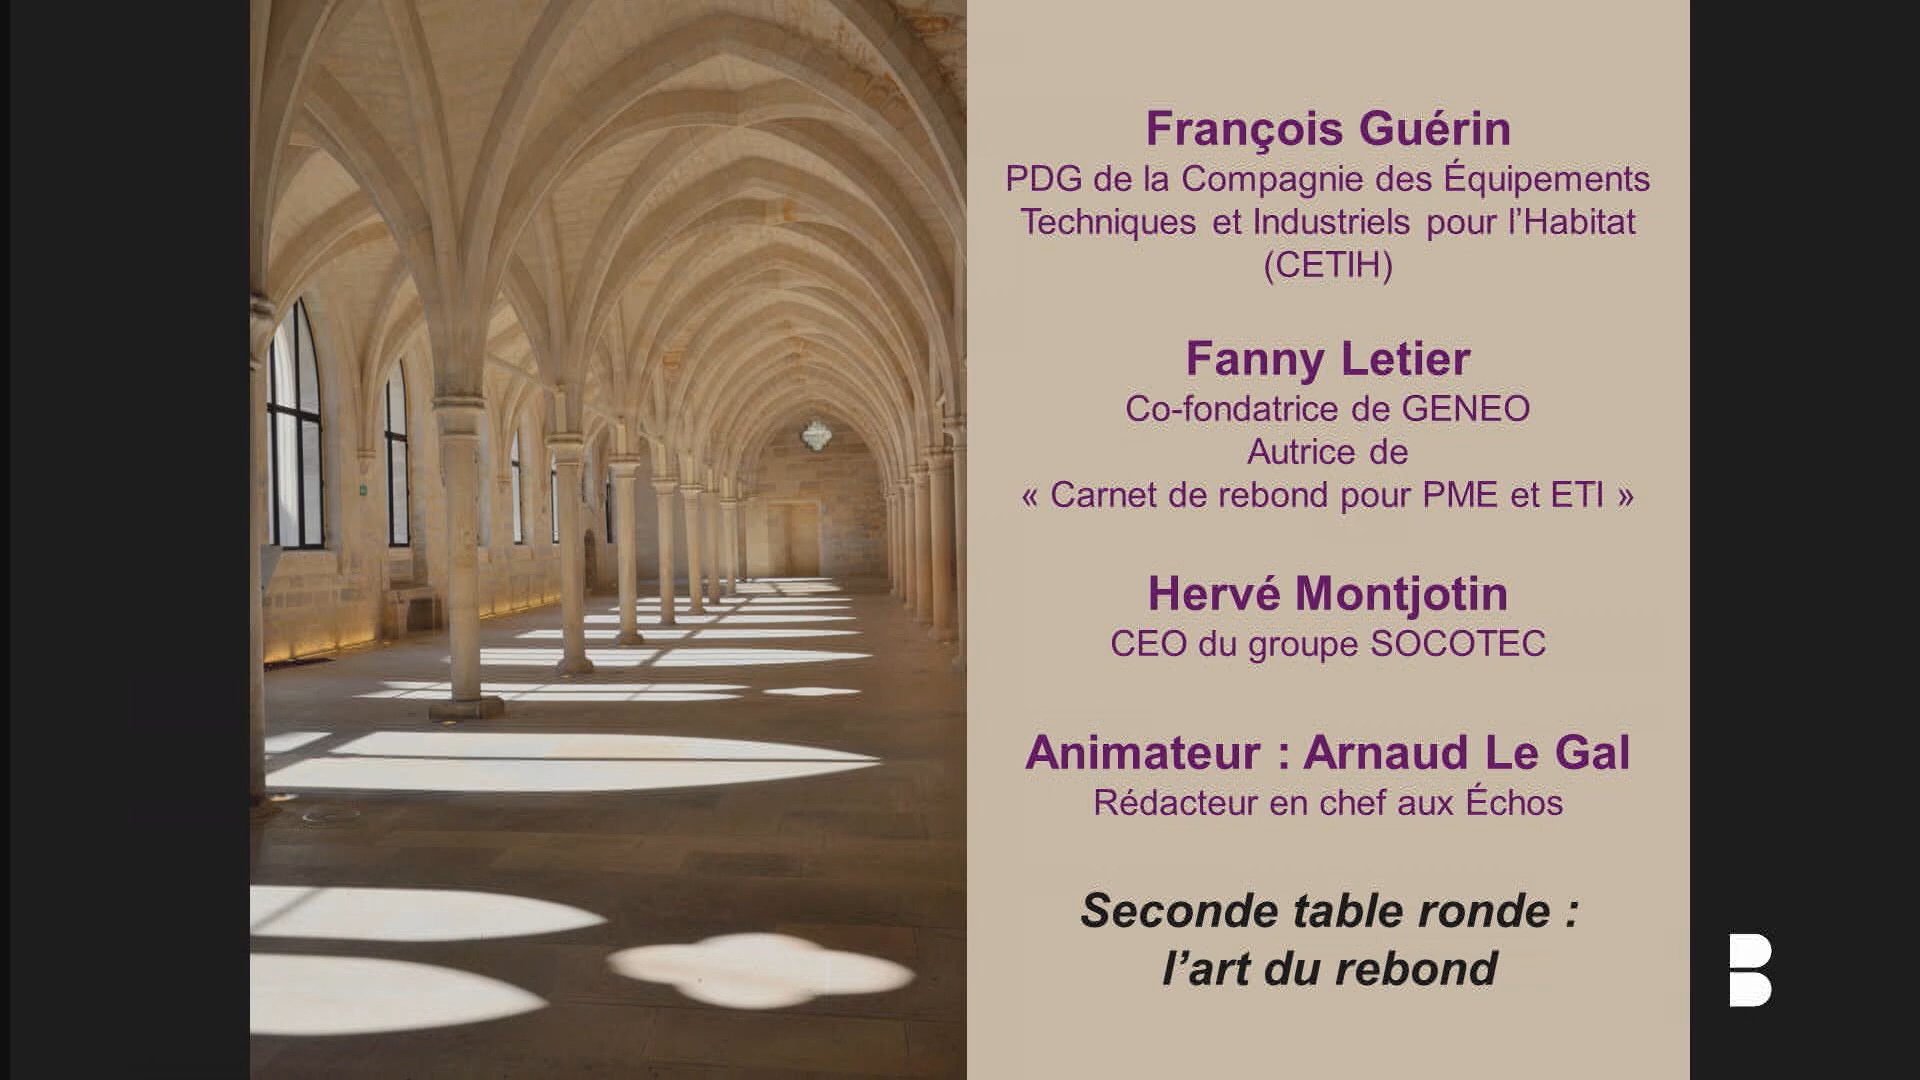 François Guérin
PDG de la Compagnie des Équipements
Techniques et Industriels pour l’Habitat
(CETIH)
Fanny Letier
Co-fondatrice de GENEO
Autrice de
« Carnet de rebond pour PME et ETI »
Hervé Montjotin
CEO du groupe SOCOTEC
Animateur : Arnaud Le Gal
Rédacteur en chef aux Échos
Seconde table ronde :
l’art du rebond
B